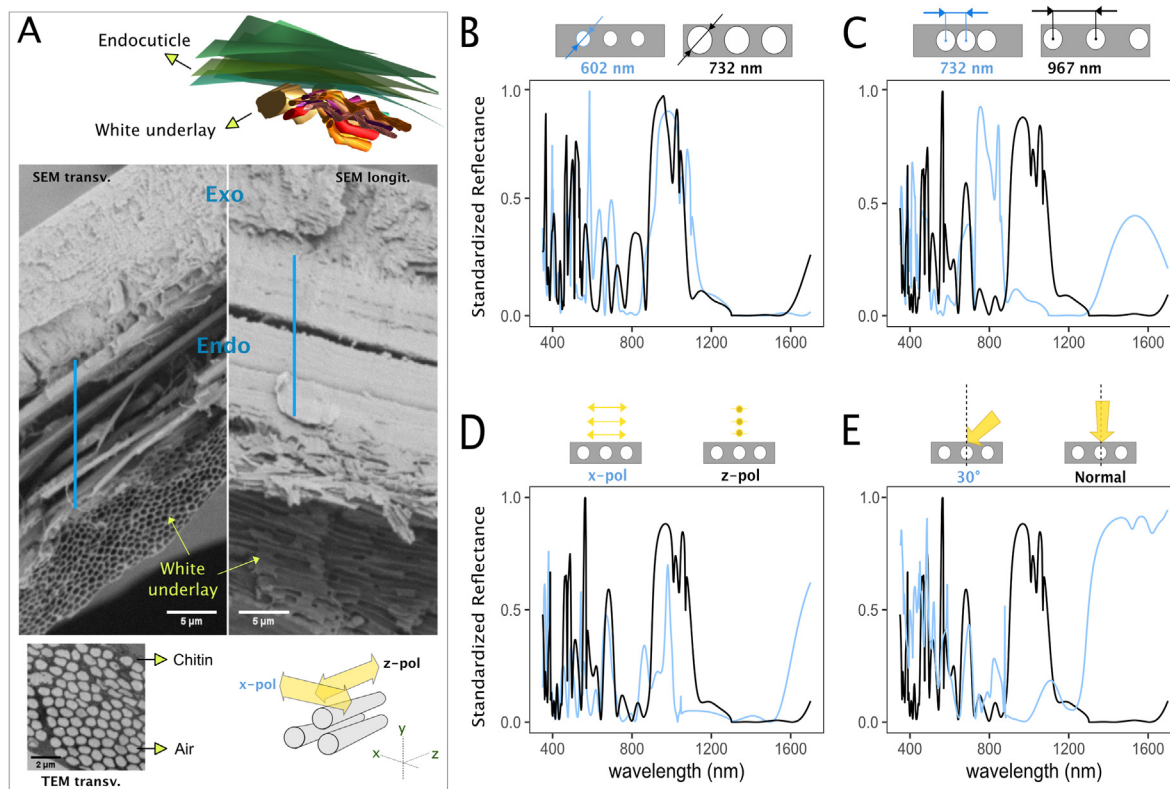 A
Endocuticle
White underlay
SEM transv.
SEM longit.
Exo
Endo
White
underlay
5 µm
5 µm
Chitin
Air
2 µm
TEM transv.
x-pol
z-pol
y
x
z
B
602 nm
732 nm
Standardized Reflectance
1.0
0.5
0.0
400
800
1200
1600
C
732 nm
967 nm
1.0
0.5
0.0
400
800
1200
1600
D
x-pol
z-pol
Standardized Reflectance
1.0
0.5
0.0
400
800
1200
1600
wavelength (nm)
E
30°
Normal
1.0
0.5
0.0
400
800
1200
1600
wavelength (nm)